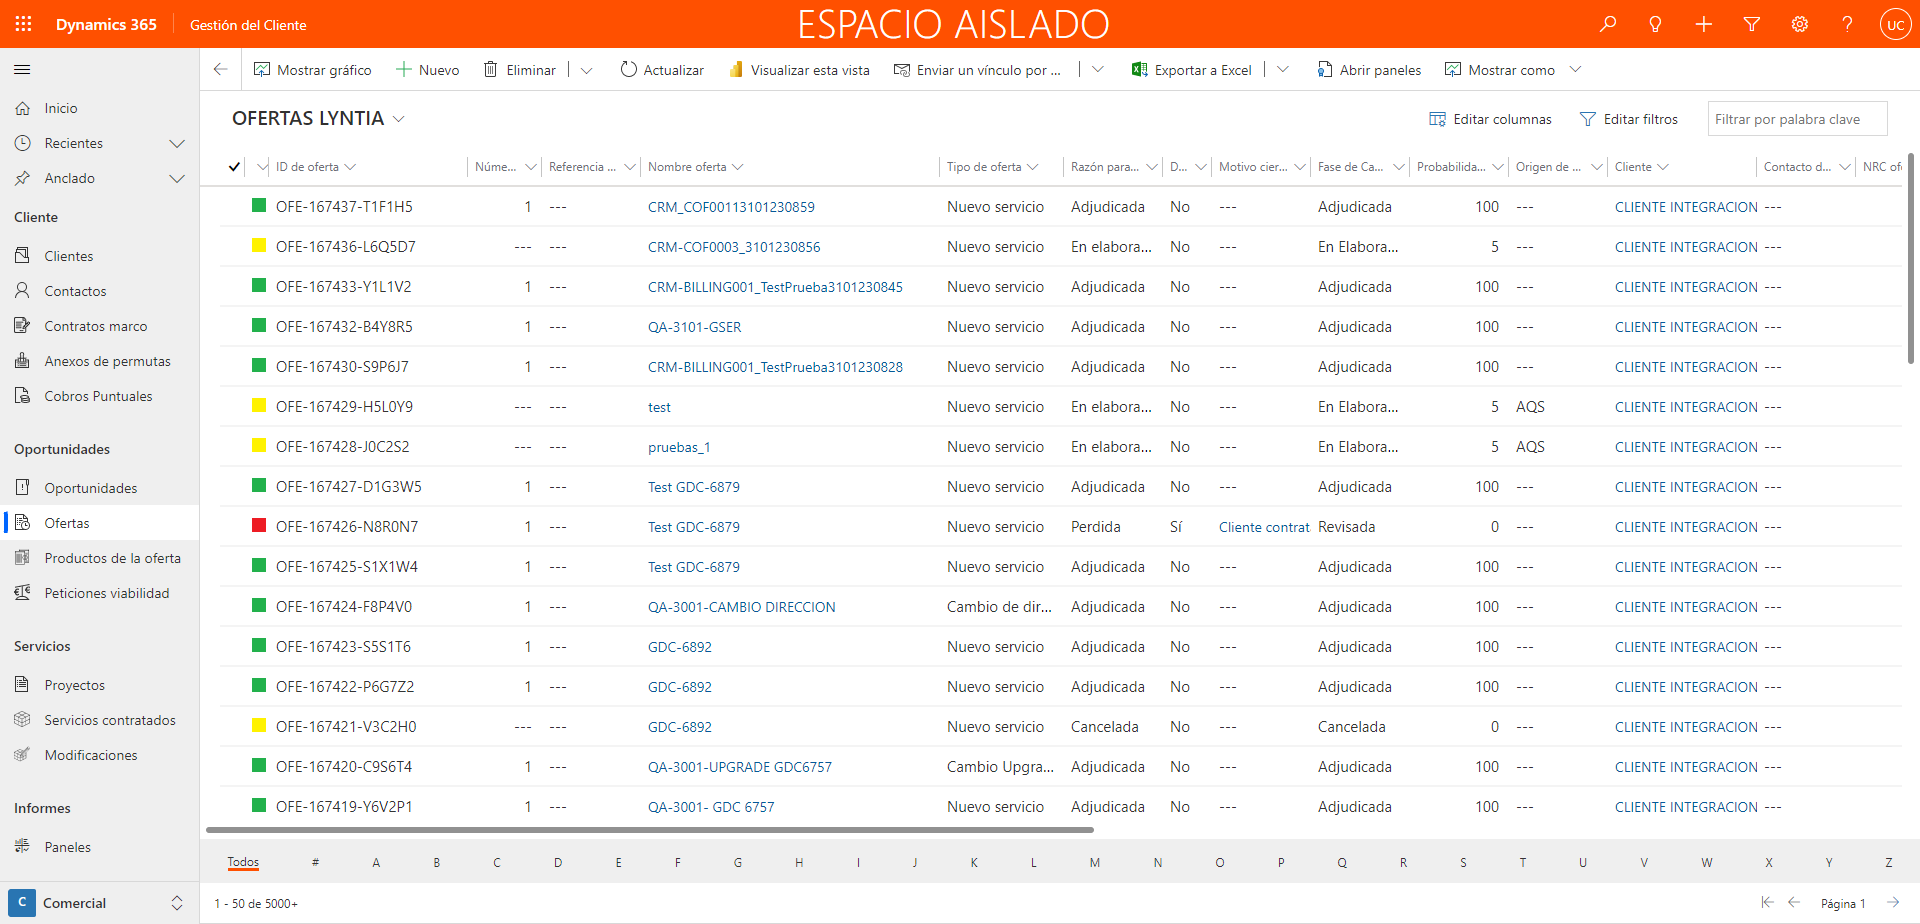 Dynamics 365
Gestión del Cliente
ESPACIO AISLADO
UC
Mostrar gráfico
Nuevo
Eliminar
Actualizar
Visualizar esta vista
Enviar un vínculo por ...
Exportar a Excel
Abrir paneles
Mostrar como
Inicio
Recientes
Anclado
Cliente
Clientes
Contactos
Contratos marco
Anexos de permutas
Cobros Puntuales
Oportunidades
Oportunidades
Ofertas
Productos de la oferta
Peticiones viabilidad
Servicios
Proyectos
Servicios contratados
Modificaciones
Informes
Paneles
C Comercial
OFERTAS LYNTIA
Editar columnas
Editar filtros
Filtrar por palabra clave
ID de oferta Núme... Referencia ... Nombre oferta Tipo de oferta Razón para... D... Motivo cier... Fase de Ca... Probabilida... Origen de ... Cliente Contacto d... NRC ofe
OFE-167437-T1F1H5 1 --- CRM_COF00113101230859 Nuevo servicio Adjudicada No --- Adjudicada 100 --- CLIENTE INTEGRACION ---
OFE-167436-L6Q5D7 --- --- CRM-COF0003_3101230856 Nuevo servicio En elabora... No --- En Elabora... 5 --- CLIENTE INTEGRACION ---
OFE-167433-Y1L1V2 1 --- CRM-BILLING001_TestPrueba3101230845 Nuevo servicio Adjudicada No --- Adjudicada 100 --- CLIENTE INTEGRACION ---
OFE-167432-B4Y8R5 1 --- QA-3101-GSER Nuevo servicio Adjudicada No --- Adjudicada 100 --- CLIENTE INTEGRACION ---
OFE-167430-S9P6J7 1 --- CRM-BILLING001_TestPrueba3101230828 Nuevo servicio Adjudicada No --- Adjudicada 100 --- CLIENTE INTEGRACION ---
OFE-167429-H5L0Y9 --- --- test Nuevo servicio En elabora... No --- En Elabora... 5 AQS CLIENTE INTEGRACION ---
OFE-167428-J0C2S2 --- --- pruebas_1 Nuevo servicio En elabora... No --- En Elabora... 5 AQS CLIENTE INTEGRACION ---
OFE-167427-D1G3W5 1 --- Test GDC-6879 Nuevo servicio Adjudicada No --- Adjudicada 100 --- CLIENTE INTEGRACION ---
OFE-167426-N8R0N7 1 --- Test GDC-6879 Nuevo servicio Perdida Sí Cliente contrat Revisada 0 --- CLIENTE INTEGRACION ---
OFE-167425-S1X1W4 1 --- Test GDC-6879 Nuevo servicio Adjudicada No --- Adjudicada 100 --- CLIENTE INTEGRACION ---
OFE-167424-F8P4V0 1 --- QA-3001-CAMBIO DIRECCION Cambio de dir... Adjudicada No --- Adjudicada 100 --- CLIENTE INTEGRACION ---
OFE-167423-S5S1T6 1 --- GDC-6892 Nuevo servicio Adjudicada No --- Adjudicada 100 --- CLIENTE INTEGRACION ---
OFE-167422-P6G7Z2 1 --- GDC-6892 Nuevo servicio Adjudicada No --- Adjudicada 100 --- CLIENTE INTEGRACION ---
OFE-167421-V3C2H0 --- --- GDC-6892 Nuevo servicio Cancelada No --- Cancelada 0 --- CLIENTE INTEGRACION ---
OFE-167420-C9S6T4 1 --- QA-3001-UPGRADE GDC6757 Cambio Upgra... Adjudicada No --- Adjudicada 100 --- CLIENTE INTEGRACION ---
OFE-167419-Y6V2P1 1 --- QA-3001- GDC 6757 Nuevo servicio Adjudicada No --- Adjudicada 100 --- CLIENTE INTEGRACION ---
Todos # A B C D E F G H I J K L M N O P Q R S T U V W X Y Z
1 - 50 de 5000+
Página 1